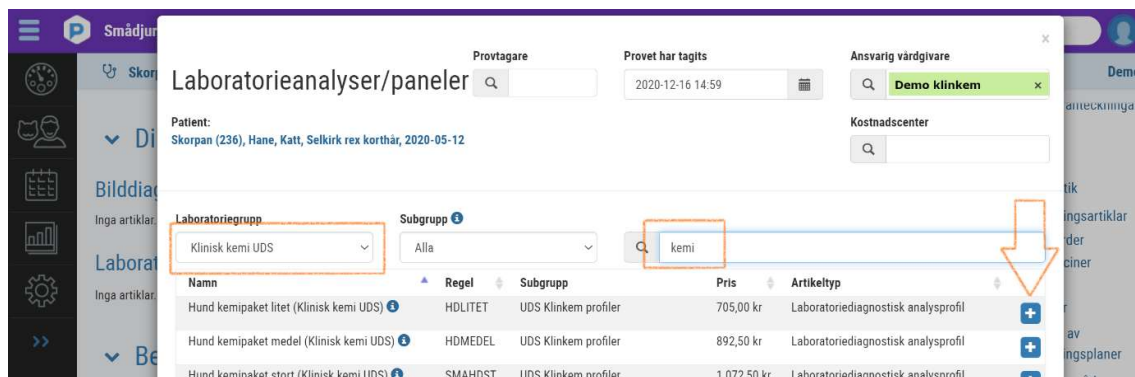 Smådjur
×
Provtagare
Provet har tagits
Ansvarig vårdgivare
Skorp
Laboratorieanalyser/paneler
2020-12-16 14:59
Demo klinkem ×
Demo
anteckninga
Patient:
Kostnadscenter
Skorpan (236), Hane, Katt, Selkirk rex korthår, 2020-05-12
Di
Bilddiag
tik
Inga artiklar,
Laboratoriegrupp
Subgrupp
ingsartiklar
Klinisk kemi UDS
Alla
kemi
rder
Laborat
ciner
Namn Regel Subgrupp Pris Artikeltyp
Inga artiklar.
Hund kemipaket litet (Klinisk kemi UDS) HDLITET UDS Klinkem profiler 705,00 kr Laboratoriediagnostisk analysprofil
r
Hund kemipaket medel (Klinisk kemi UDS) HDMEDEL UDS Klinkem profiler 892,50 kr Laboratoriediagnostisk analysprofil
av
Be
ingsplaner
Hund kemipaket stort (Klinisk kemi UDS) SMAHDST UDS Klinkem profiler 1 072,50 kr Laboratoriediagnostisk analysprofil